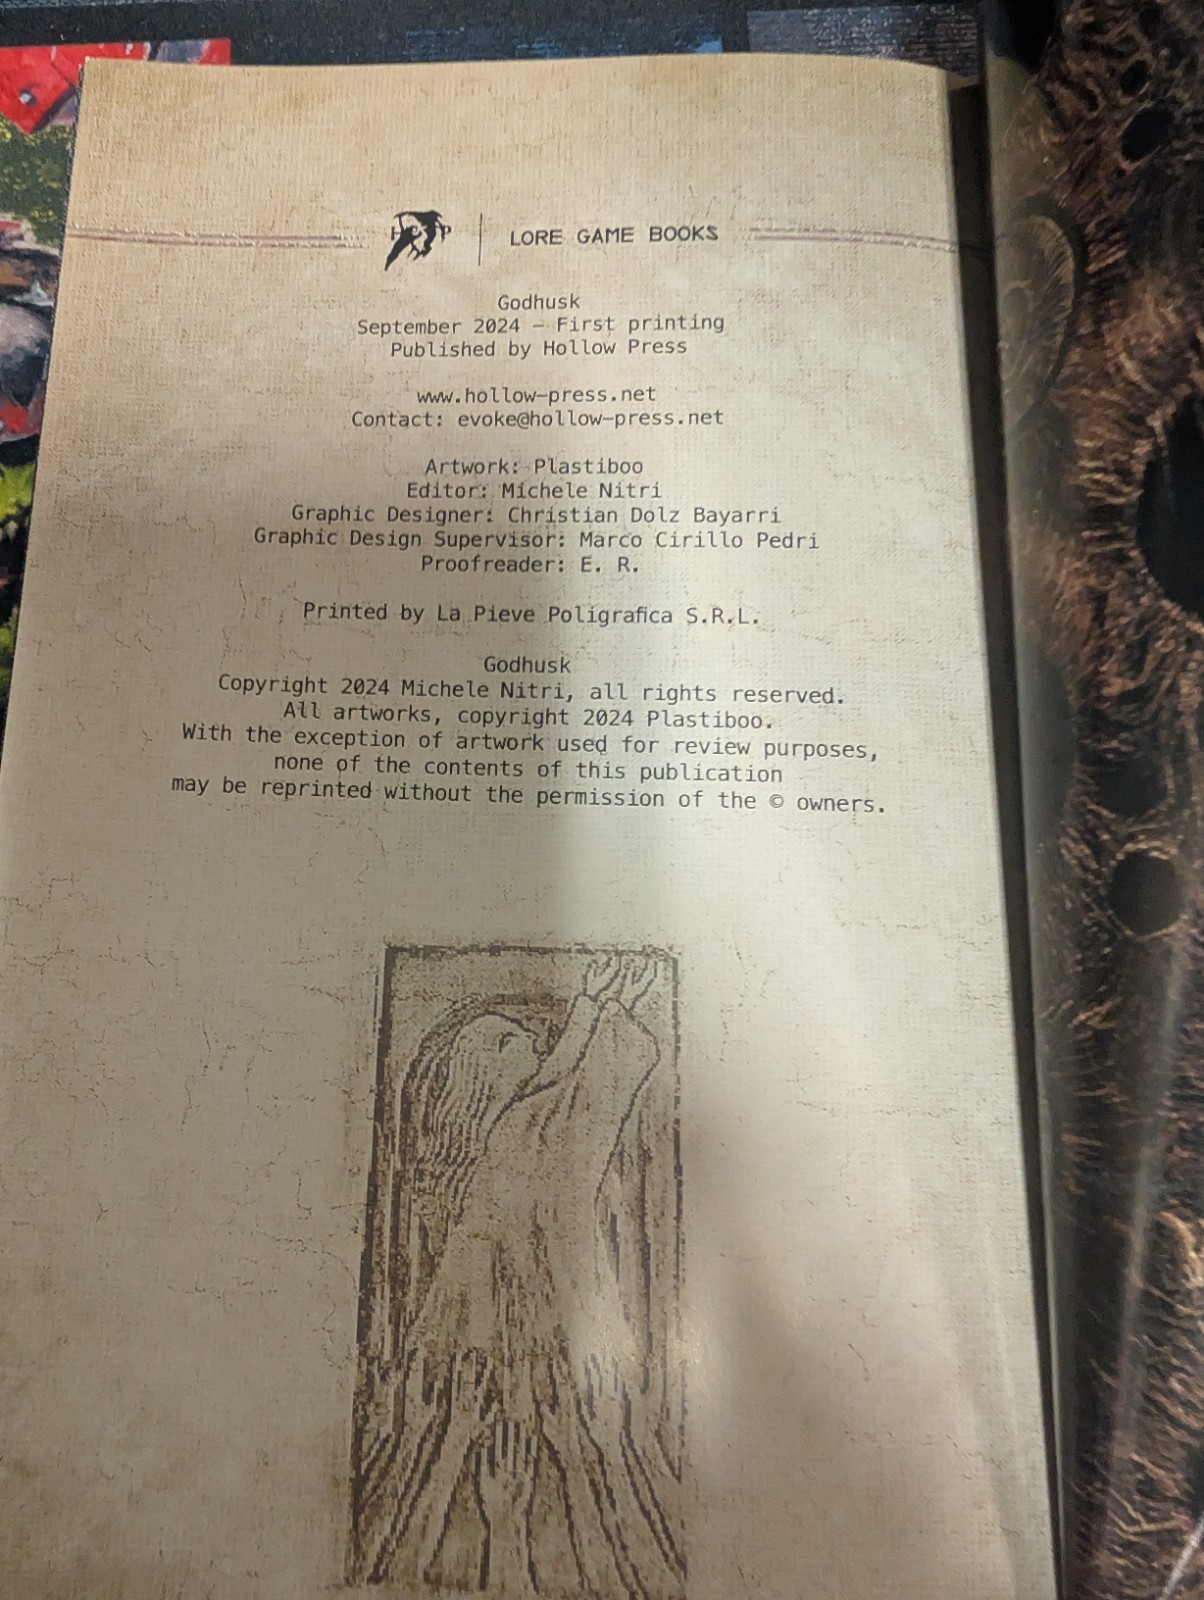 LORE GAME BOOKS
Godhusk
September 2024 – First printing
Published by Hollow Press
www.hollow-press.net
Contact: evoke@hollow-press.net
Artwork: Plastiboo
Editor: Michele Nitri
Graphic Designer: Christian Dolz Bayarri
Graphic Design Supervisor: Marco Cirillo Pedri
Proofreader: E. R.
Printed by La Pieve Poligrafica S.R.L.
Godhusk
Copyright 2024 Michele Nitri, all rights reserved.
All artworks, copyright 2024 Plastiboo.
With the exception of artwork used for review purposes,
none of the contents of this publication
may be reprinted without the permission of the © owners.